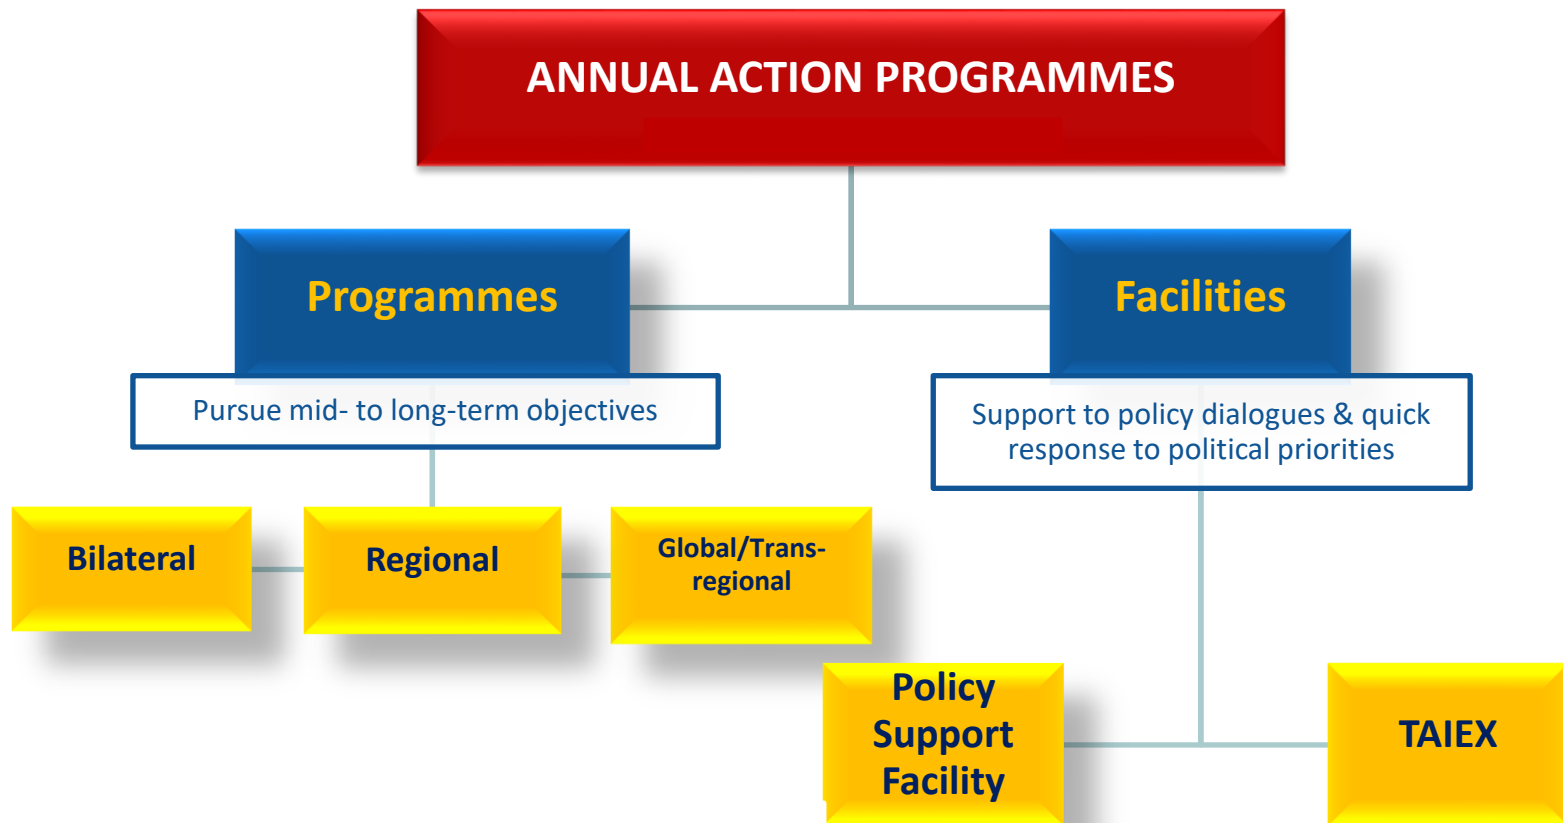 ANNUAL ACTION PROGRAMMES
Programmes
Facilities
Pursue mid- to long-term objectives
Support to policy dialogues & quick
response to political priorities
Bilateral
Regional
Global/Trans-
regional
Policy
Support
Facility
TAIEX